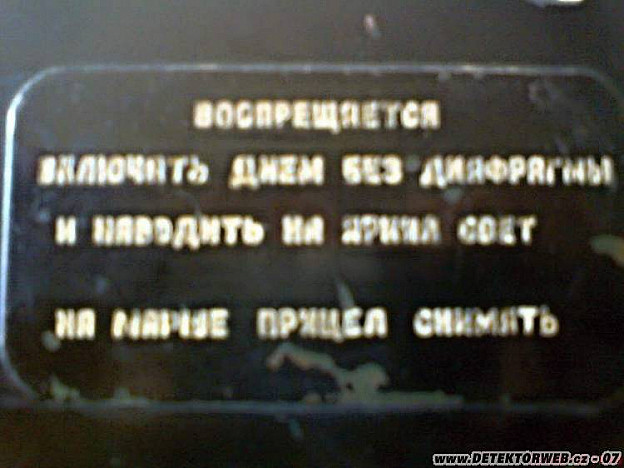 ВОСПРЕЩАЕТСЯ
ВКЛЮЧАТЬ ДНЕМ БЕЗ ДИАФРАГМЫ
И НАВОДИТЬ НА ЯРКИЙ СВЕТ
НА МАРШЕ ПРИЦЕЛ СНИМАТЬ
www.DETEKTORWEB.cz - 07